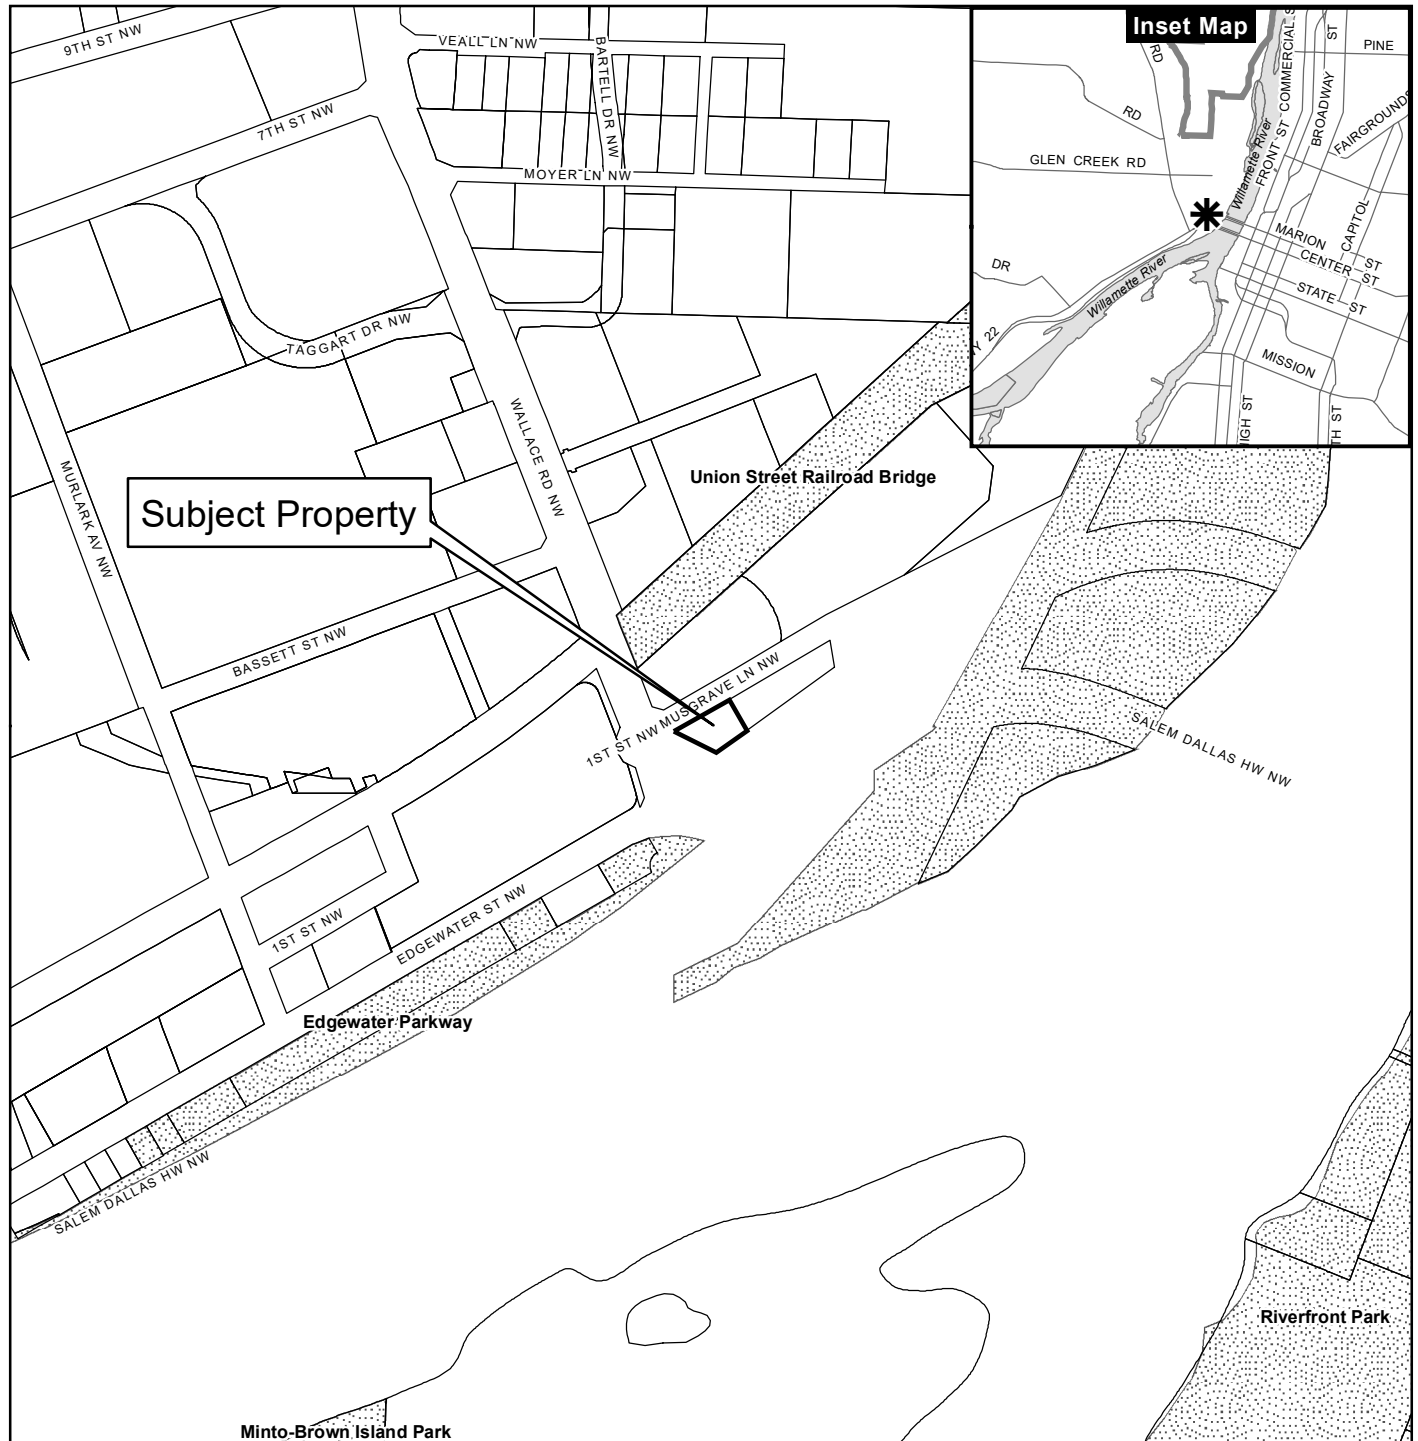 9TH ST NW
VEALL LN NW
BARTELL DR NW
7TH ST NW
MOYER LN NW
TAGGART DR NW
WALLACE RD NW
MURLARK AV NW
Union Street Railroad Bridge
Subject Property
BASSETT ST NW
MUSGRAVE LN NW
1ST ST NW
SALEM DALLAS HW NW
1ST ST NW
EDGEWATER ST NW
Edgewater Parkway
SALEM DALLAS HW NW
Riverfront Park
Minto-Brown Island Park
Inset Map
RD
COMMERCIAL S
ST
PINE
RD
BROADWAY
FAIRGROUNDS
GLEN CREEK RD
Willamette River
FRONT ST
CAPITOL
MARION ST
CENTER ST
DR
STATE ST
Willamette River
Y 22
MISSION
IGH ST
TH ST